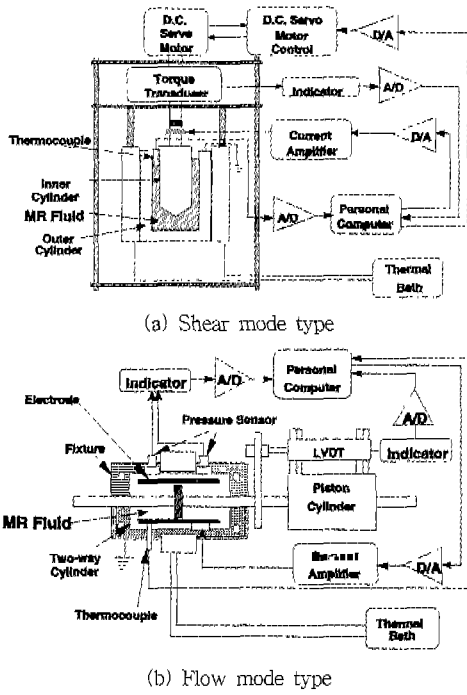 D.C.
Servo
Motor
D.C. Servo
Motor
Control
D/A
Torque
Transducer
Indicator
A/D
Thermocouple
Current
Amplifier
D/A
Inner
Cylinder
MR Fluid
Outer
Cylinder
A/D
Personal
Computer
Thermal
Bath
(a) Shear mode type
Indicator
A/D
Personal
Computer
Electrode
Pressure Sensor
A/D
Fixture
LVDT
Indicator
Piston
Cylinder
MR Fluid
Two-way
Cylinder
Amplifier
D/A
Thermocouple
Thermal
Bath
(b) Flow mode type